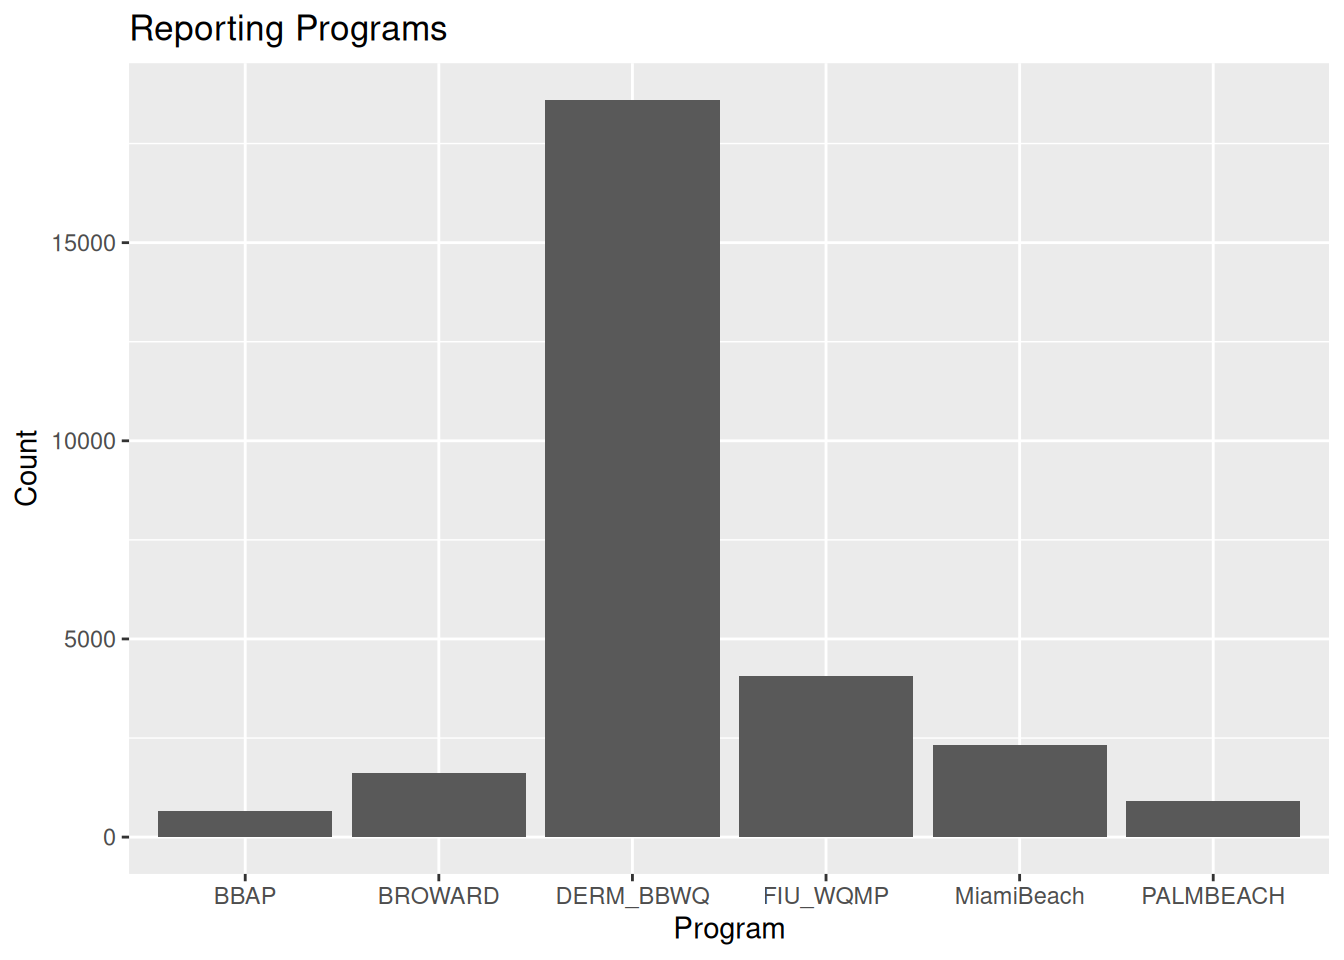 Reporting Programs
Count
15000
10000
5000
0
BBAP BROWARD DERM_BBWQ FIU_WQMP MiamiBeach PALMBEACH
Program